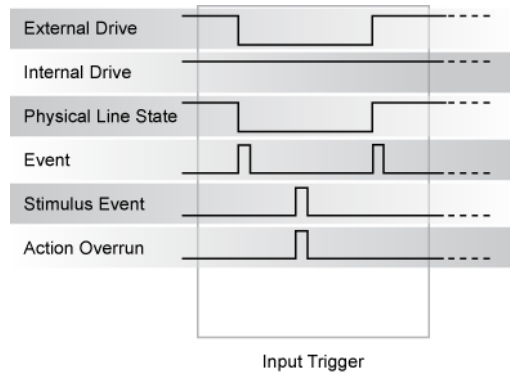 External Drive
Internal Drive
Physical Line State
Event
Stimulus Event
Action Overrun
Input Trigger